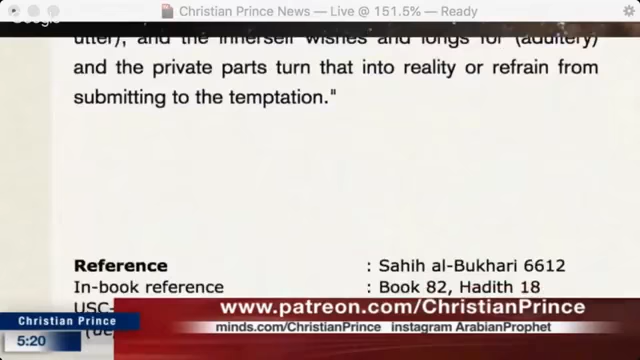 Christian Prince News — Live @ 151.5% — Ready
Google
utter), and the innerself wishes and longs for (adultery)
and the private parts turn that into reality or refrain from
submitting to the temptation."
Reference : Sahih al-Bukhari 6612
In-book reference : Book 82, Hadith 18
USC-
www.patreon.com/ChristianPrince
Christian Prince
minds.com/ChristianPrince instagram ArabianProphet
5:20